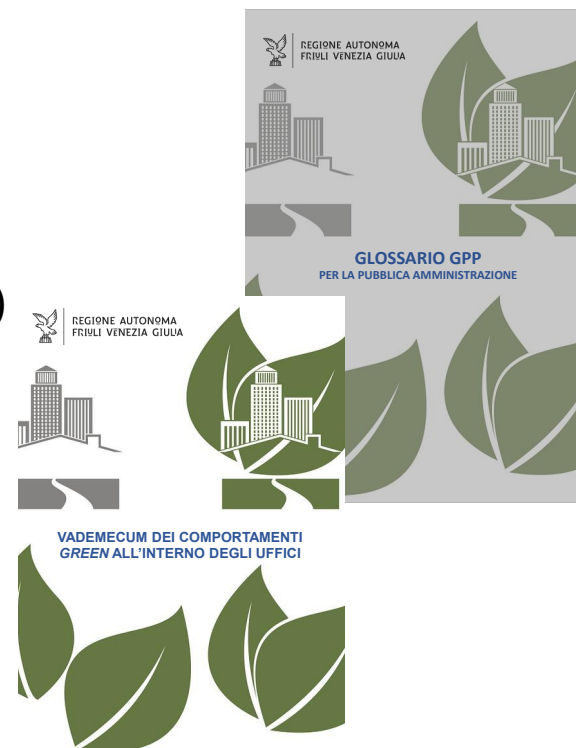 REGIONE AUTONOMA
FRIULI VENEZIA GIULIA
GLOSSARIO GPP
PER LA PUBBLICA AMMINISTRAZIONE
)
REGIONE AUTONOMA
FRIULI VENEZIA GIULIA
VADEMECUM DEI COMPORTAMENTI
GREEN ALL’INTERNO DEGLI UFFICI